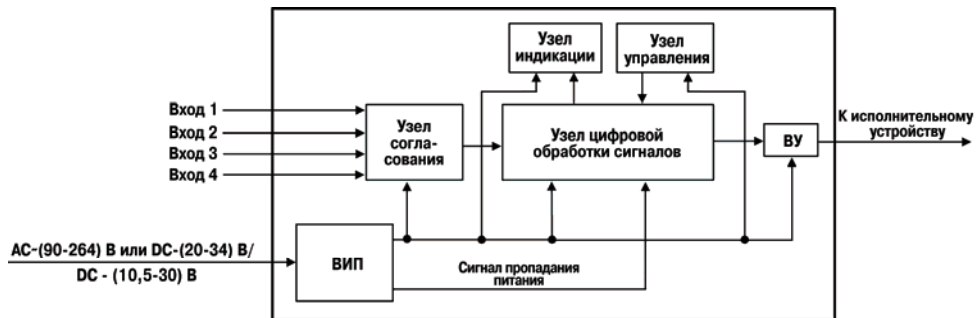 Узел
индикации
Узел
управления
Вход 1
Вход 2
Вход 3
Вход 4
Узел
согла-
сования
Узел цифровой
обработки сигналов
ВУ
К исполнительному
устройству
AC-(90-264) В или DC-(20-34) В/
DC - (10,5-30) В
ВИП
Сигнал пропадания
питания